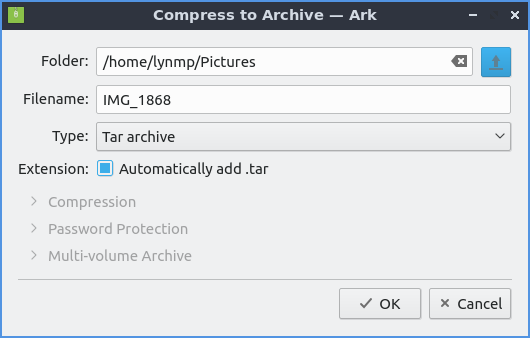 Compress to Archive — Ark
Folder: /home/lynmp/Pictures
Filename: IMG_1868
Type: Tar archive
Extension: Automatically add .tar
Compression
Password Protection
Multi-volume Archive
OK Cancel